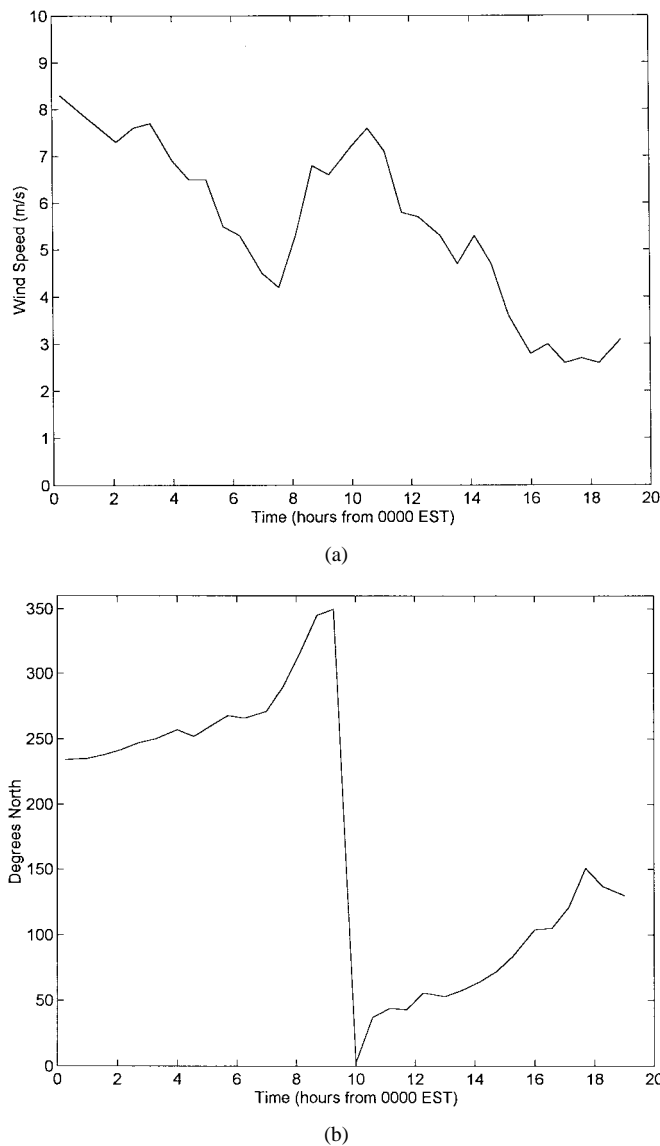 10
9
8
7
6
5
4
3
2
1
0
Wind Speed (m/s)
0 2 4 6 8 10 12 14 16 18 20
Time (hours from 0000 EST)
(a)
350
300
250
200
150
100
50
0
Degrees North
0 2 4 6 8 10 12 14 16 18 20
Time (hours from 0000 EST)
(b)